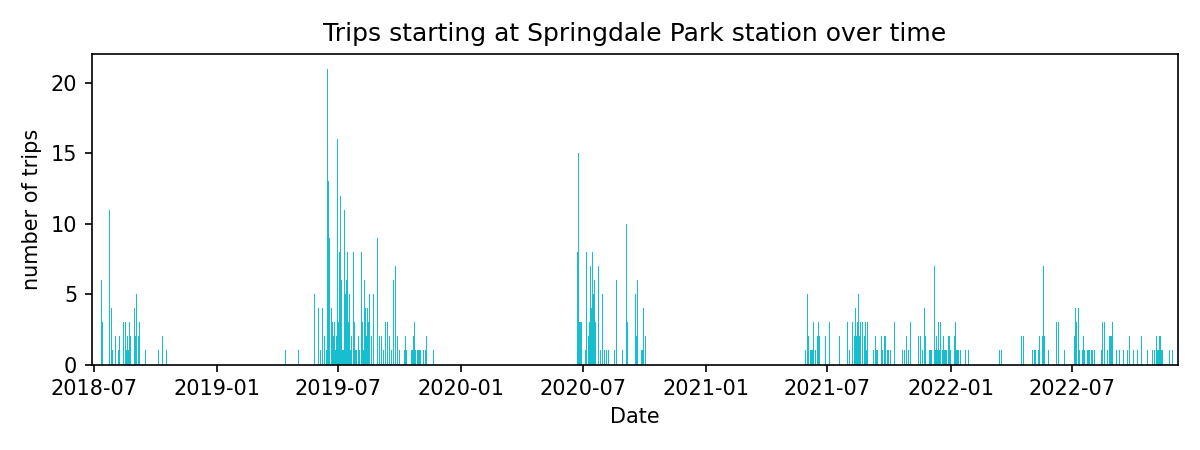 Trips starting at Springdale Park station over time
number of trips
20
15
10
5
0
2018-07 2019-01 2019-07 2020-01 2020-07 2021-01 2021-07 2022-01 2022-07
Date